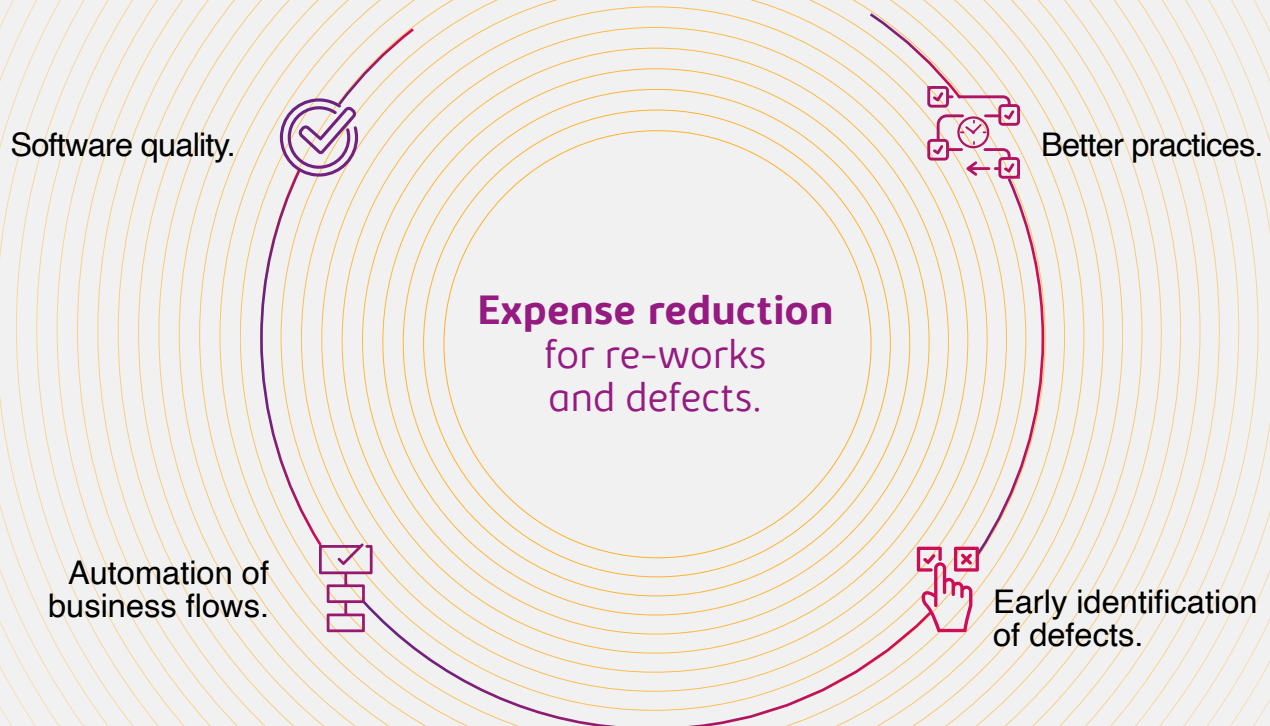 Software quality.
Better practices.
Expense reduction
for re-works
and defects.
Automation of
business flows.
Early identification
of defects.